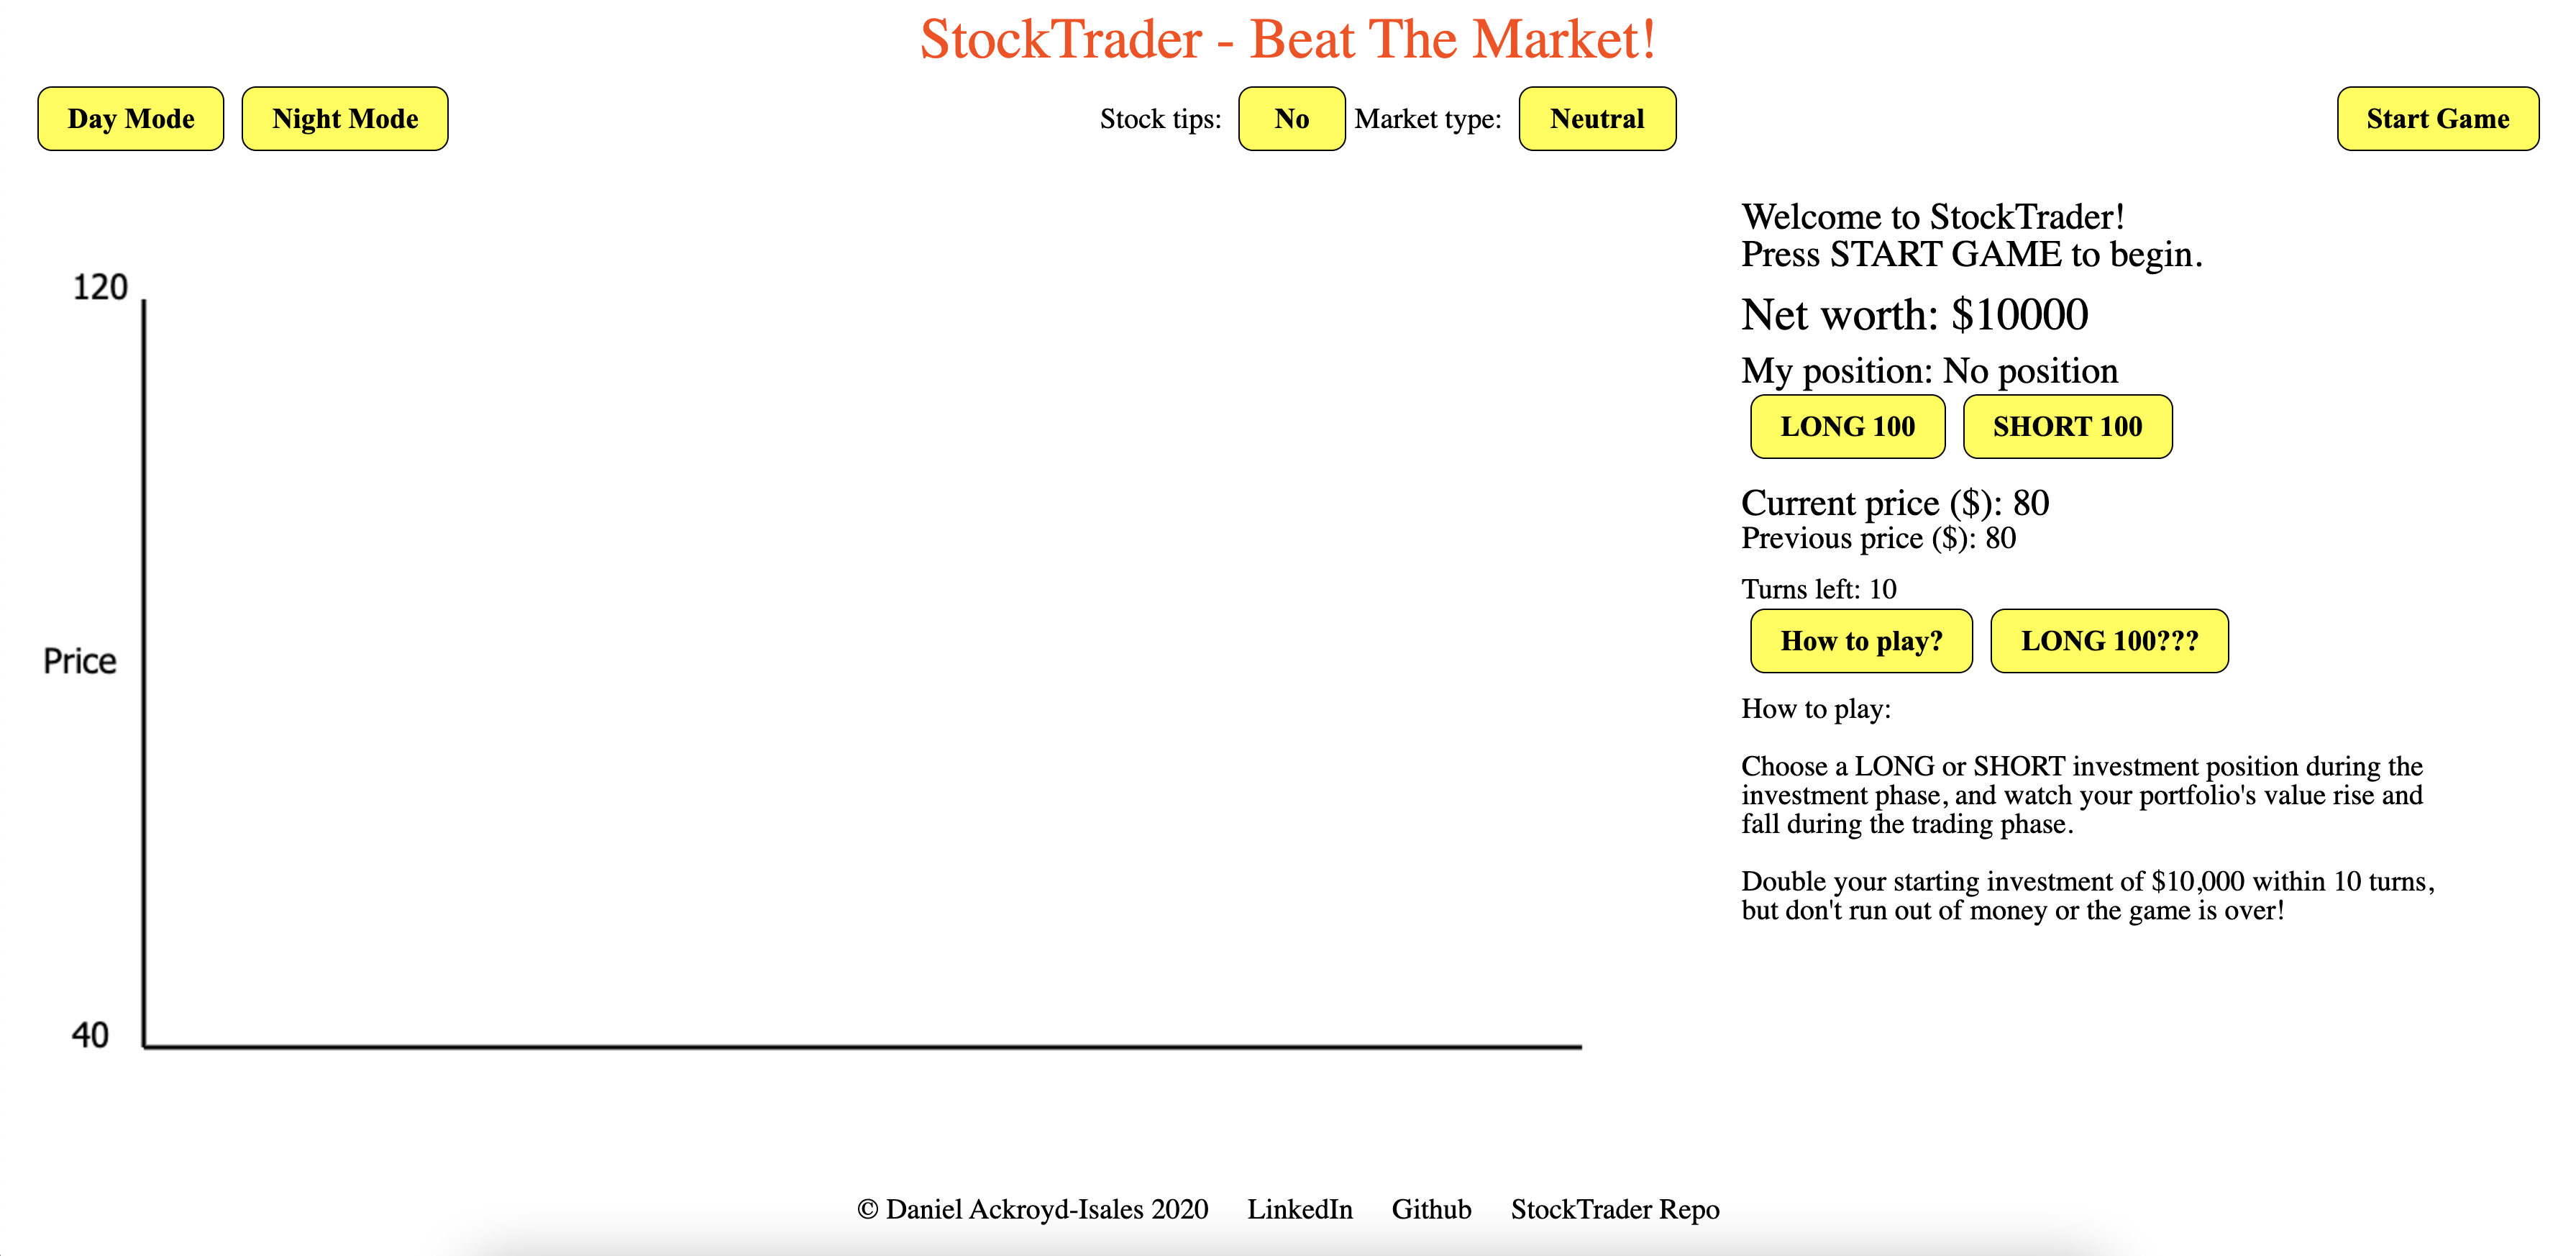 StockTrader - Beat The Market!
Day Mode Night Mode Stock tips: No Market type: Neutral Start Game
120
Price
40
Welcome to StockTrader!
Press START GAME to begin.
Net worth: $10000
My position: No position
LONG 100 SHORT 100
Current price ($): 80
Previous price ($): 80
Turns left: 10
How to play? LONG 100???
How to play:
Choose a LONG or SHORT investment position during the
investment phase, and watch your portfolio's value rise and
fall during the trading phase.
Double your starting investment of $10,000 within 10 turns,
but don't run out of money or the game is over!
© Daniel Ackroyd-Isales 2020 LinkedIn Github StockTrader Repo